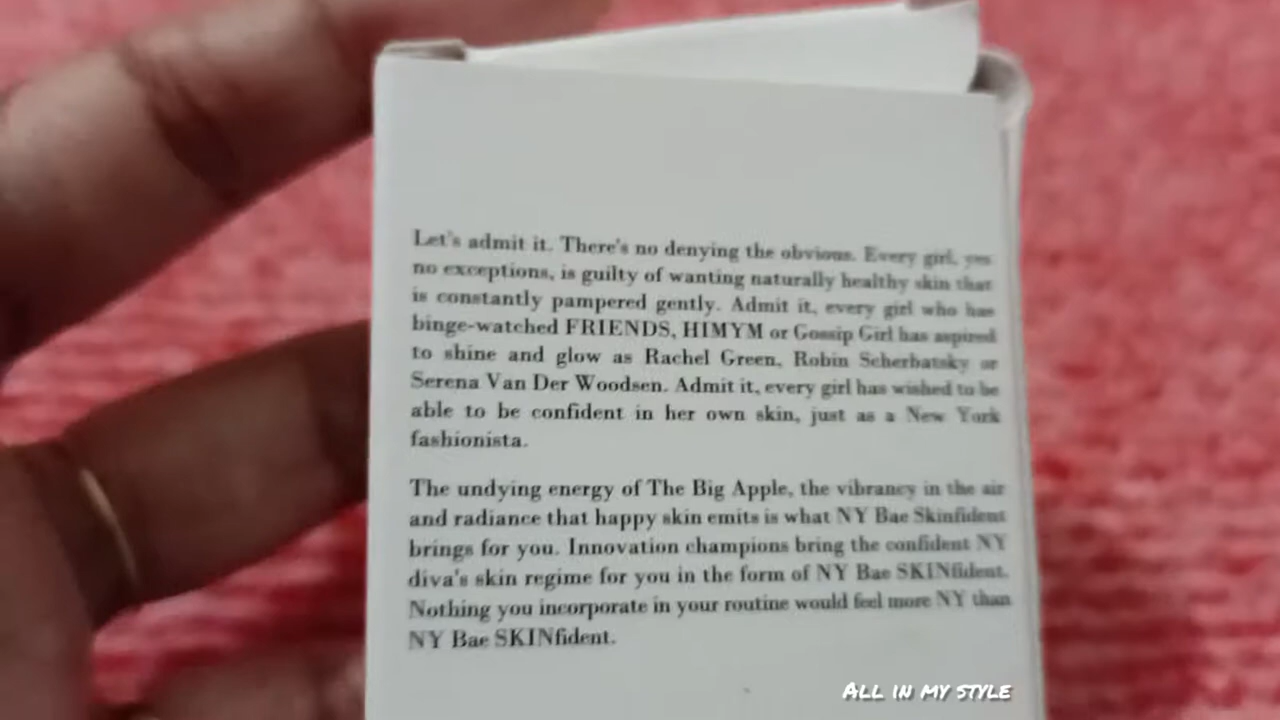 Let's admit it. There's no denying the obvious. Every girl, yes
no exceptions, is guilty of wanting naturally healthy skin that
is constantly pampered gently. Admit it, every girl who has
binge-watched FRIENDS, HIMYM or Gossip Girl has aspired
to shine and glow as Rachel Green, Robin Scherbatsky or
Serena Van Der Woodsen. Admit it, every girl has wished to be
able to be confident in her own skin, just as a New York
fashionista.
The undying energy of The Big Apple, the vibrancy in the air
and radiance that happy skin emits is what NY Bae Skinfident
brings for you. Innovation champions bring the confident NY
diva's skin regime for you in the form of NY Bae SKINfident.
Nothing you incorporate in your routine would feel more NY than
NY Bae SKINfident.
ALL IN MY STYLE